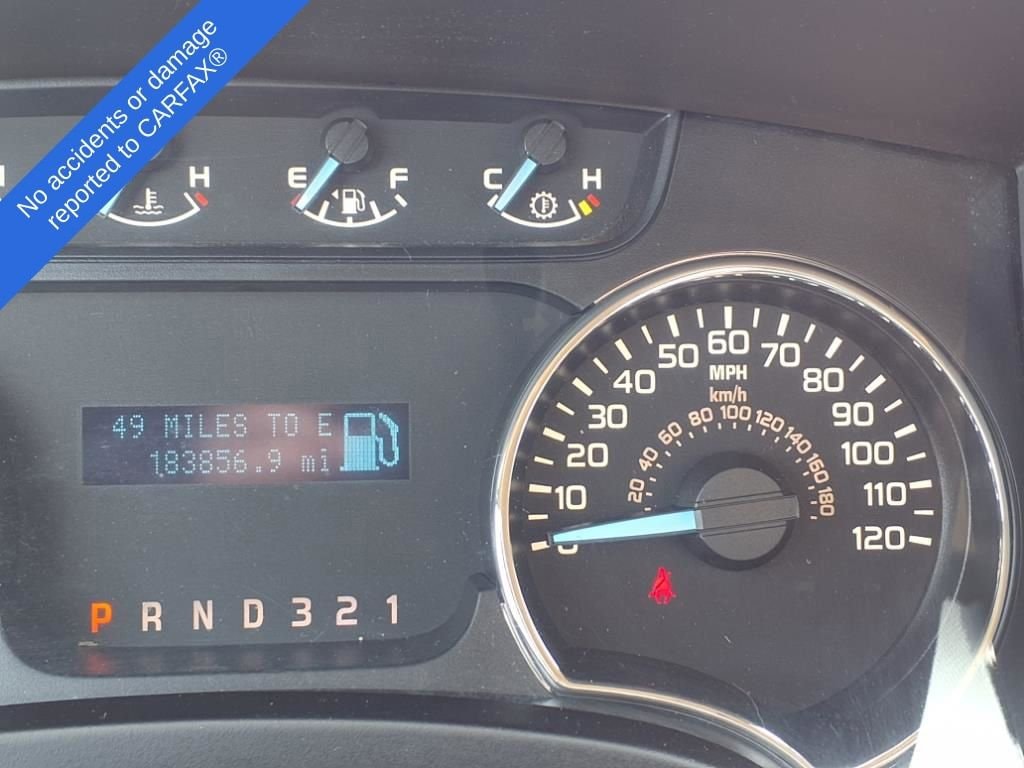 No accidents or damage
reported to CARFAX®
H
E F
C H
49 MILES TO E
183856.9 mi
P R N D 3 2 1
0 10 20 30 40 50 60 70 80 90 100 110 120
MPH
km/h
20 40 60 80 100 120 140 160 180